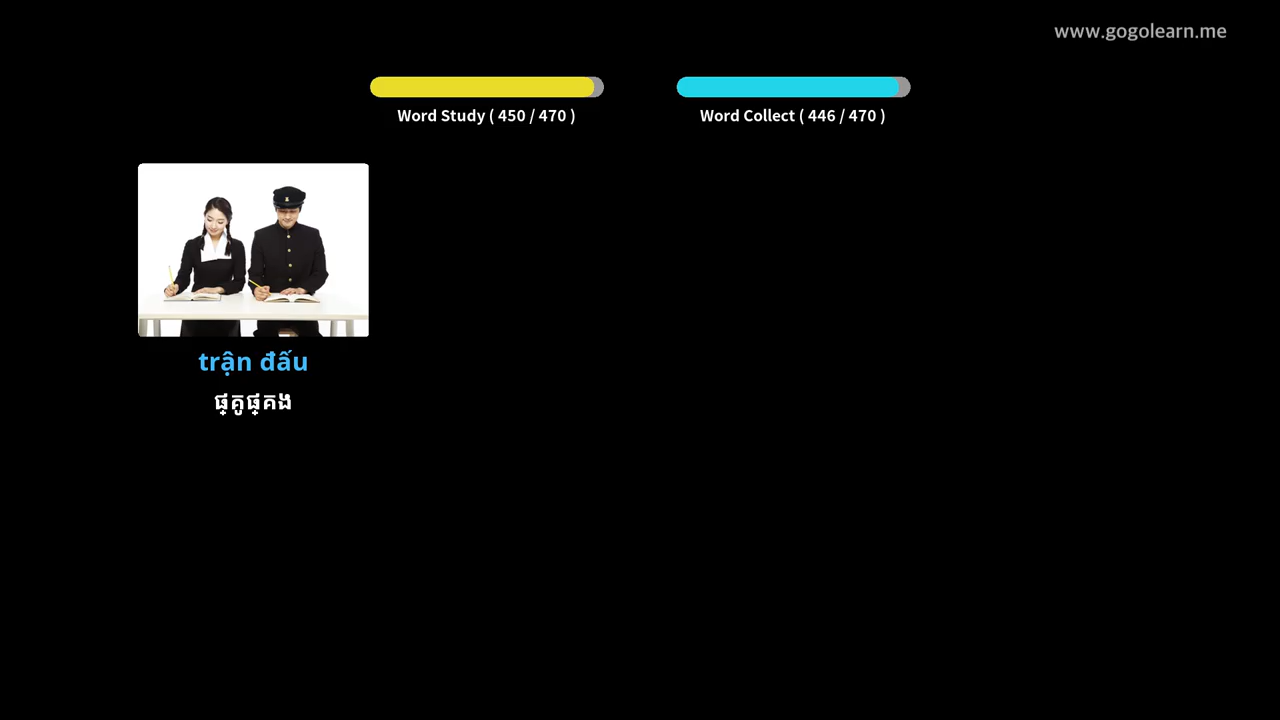 www.gogolearn.me
Word Study ( 450 / 470 )
Word Collect ( 446 / 470 )
trận đấu
ផ្គូផ្គង